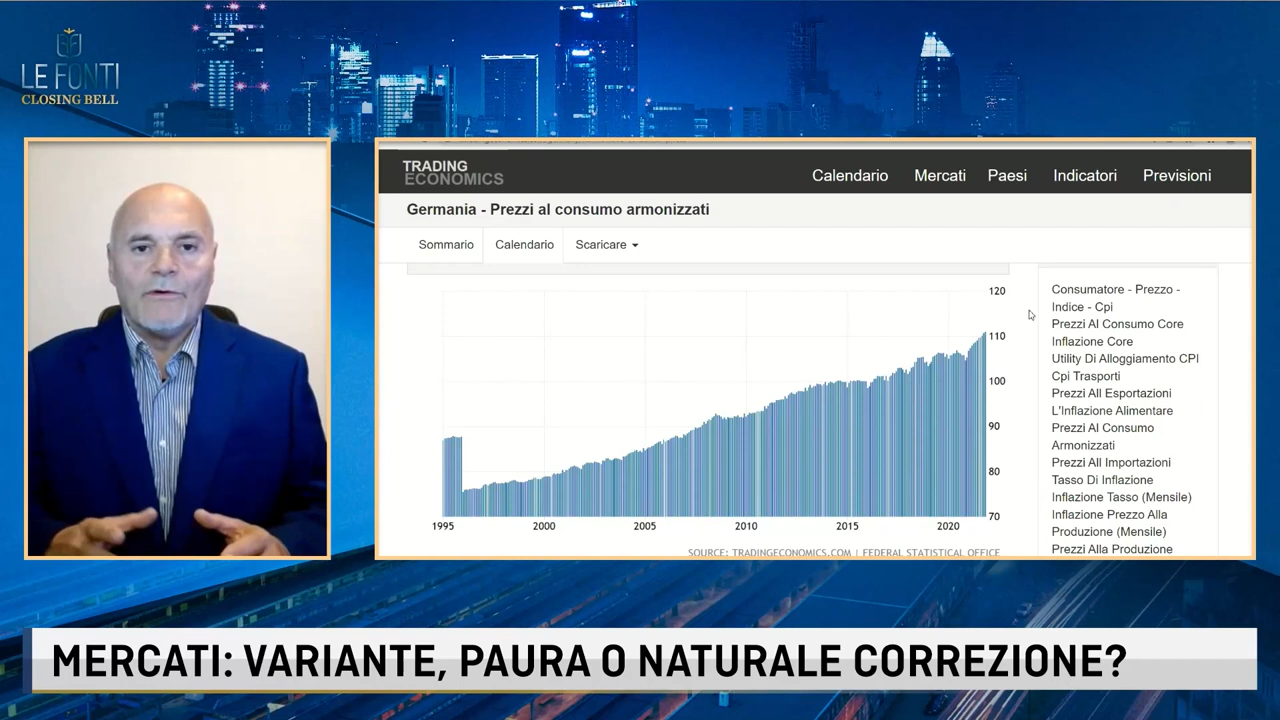 LE FONTI
CLOSING BELL
TRADING
ECONOMICS
Calendario
Mercati
Paesi
Indicatori
Previsioni
Germania - Prezzi al consumo armonizzati
Sommario
Calendario
Scaricare
120
110
100
90
80
70
1995
2000
2005
2010
2015
2020
SOURCE: TRADINGECONOMICS.COM | FEDERAL STATISTICAL OFFICE
Consumatore - Prezzo -
Indice - Cpi
Prezzi Al Consumo Core
Inflazione Core
Utility Di Alloggiamento CPI
Cpi Trasporti
Prezzi All Esportazioni
L'Inflazione Alimentare
Prezzi Al Consumo
Armonizzati
Prezzi All Importazioni
Tasso Di Inflazione
Inflazione Tasso (Mensile)
Inflazione Prezzo Alla
Produzione (Mensile)
Prezzi Alla Produzione
MERCATI: VARIANTE, PAURA O NATURALE CORREZIONE?